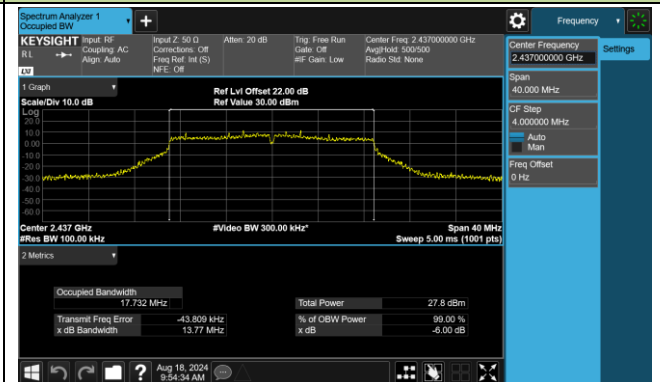 Spectrum Analyzer 1
Occupied BW
+
Frequency
KEYSIGHT
RL
LXI
Input: RF
Coupling: AC
Align: Auto
Input Z: 50 Ω
Corrections: Off
Freq Ref: Int (S)
NFE: Off
Atten: 20 dB
Trig: Free Run
Gate: Off
#IF Gain: Low
Center Freq: 2.437000000 GHz
Avg|Hold: 500/500
Radio Std: None
Center Frequency
2.437000000 GHz
Settings
Span
40.000 MHz
CF Step
4.000000 MHz
Auto
Man
Freq Offset
0 Hz
1 Graph
Scale/Div 10.0 dB
Ref Lvl Offset 22.00 dB
Ref Value 30.00 dBm
Log
20.0
10.0
0.00
-10.0
-20.0
-30.0
-40.0
-50.0
-60.0
Center 2.437 GHz
#Video BW 300.00 kHz*
Span 40 MHz
#Res BW 100.00 kHz
Sweep 5.00 ms (1001 pts)
2 Metrics
Occupied Bandwidth
17.732 MHz
Total Power 27.8 dBm
Transmit Freq Error -43.809 kHz
% of OBW Power 99.00 %
x dB Bandwidth 13.77 MHz
x dB -6.00 dB
?
Aug 18, 2024
9:54:34 AM